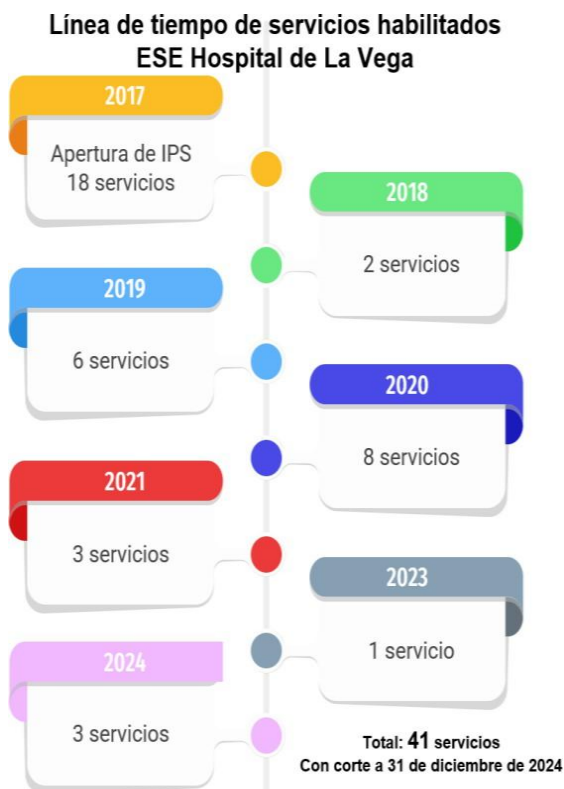 Línea de tiempo de servicios habilitados
ESE Hospital de La Vega
2017
Apertura de IPS
18 servicios
2018
2 servicios
2019
6 servicios
2020
8 servicios
2021
3 servicios
2023
1 servicio
2024
3 servicios
Total: 41 servicios
Con corte a 31 de diciembre de 2024